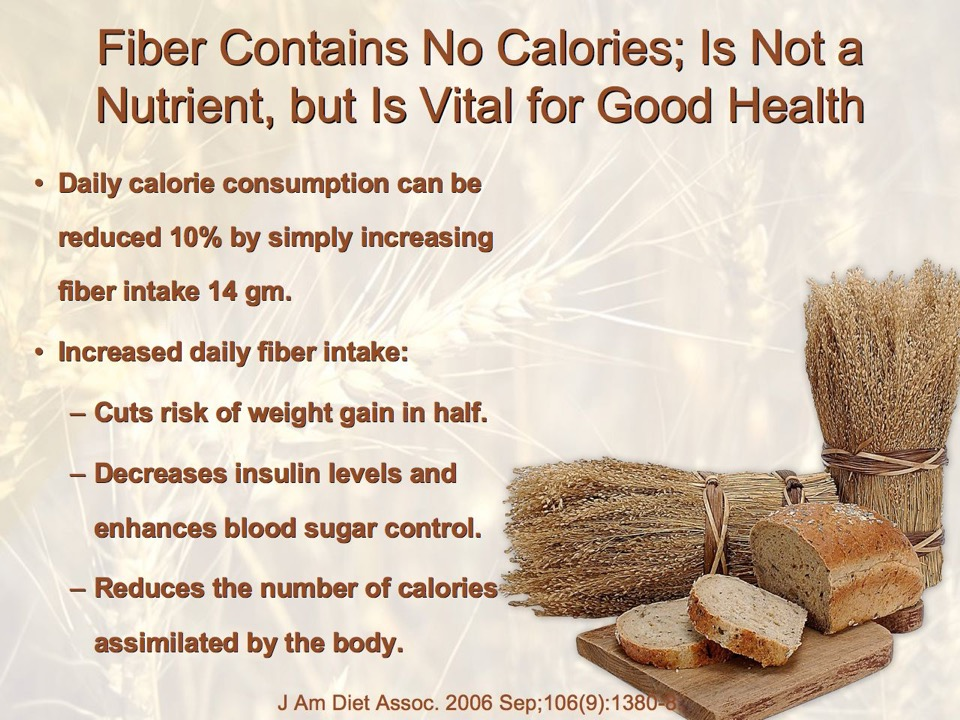 Fiber Contains No Calories; Is Not a
Nutrient, but Is Vital for Good Health
• Daily calorie consumption can be
reduced 10% by simply increasing
fiber intake 14 gm.
• Increased daily fiber intake:
– Cuts risk of weight gain in half.
– Decreases insulin levels and
enhances blood sugar control.
– Reduces the number of calories
assimilated by the body.
J Am Diet Assoc. 2006 Sep;106(9):1380-8